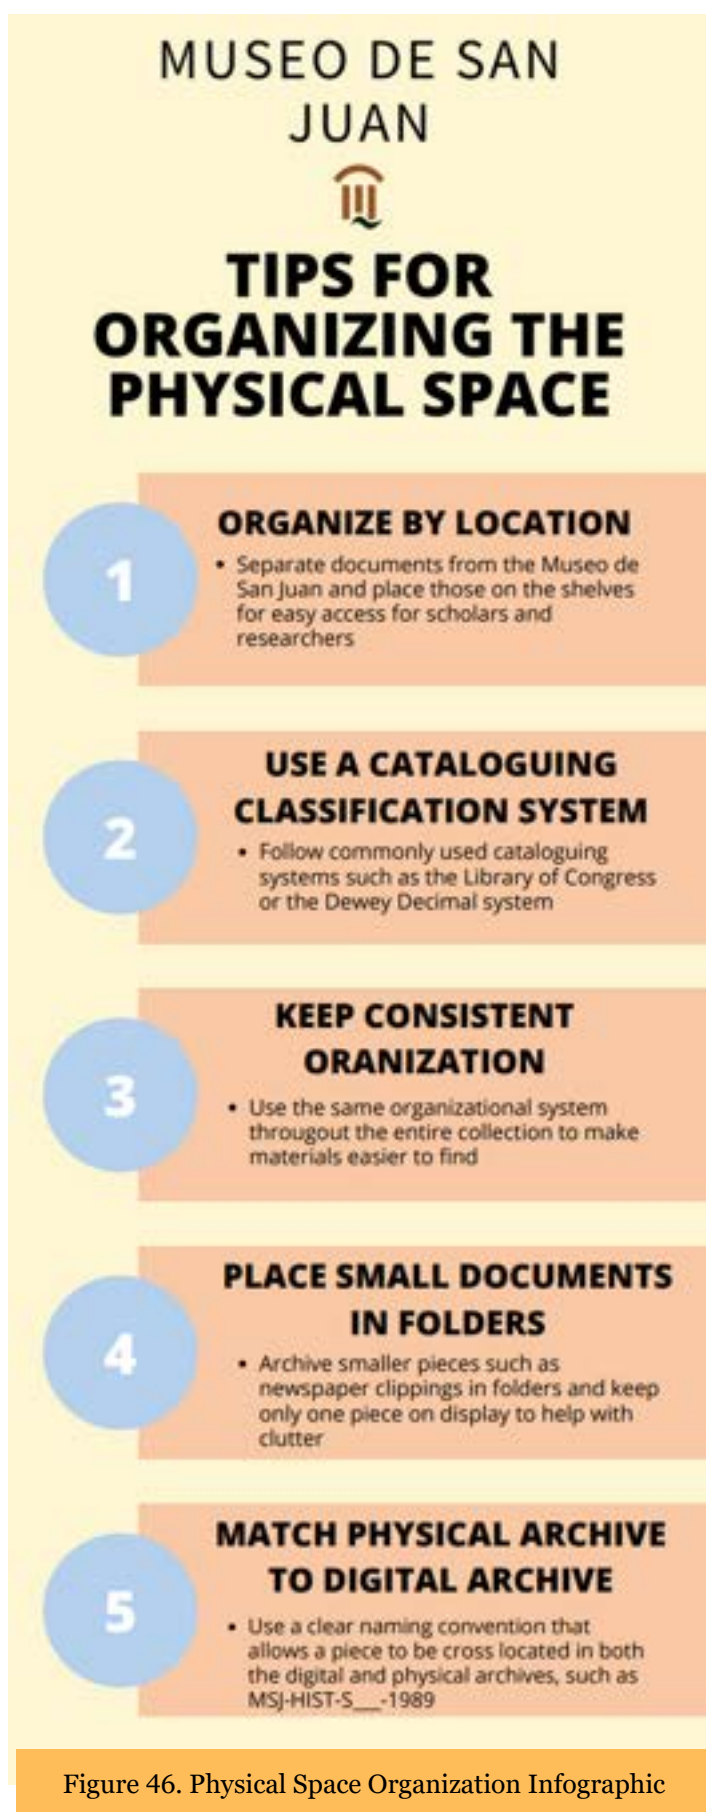 MUSEO DE SAN
JUAN
TIPS FOR
ORGANIZING THE
PHYSICAL SPACE
1
ORGANIZE BY LOCATION
• Separate documents from the Museo de
San Juan and place those on the shelves
for easy access for scholars and
researchers
2
USE A CATALOGUING
CLASSIFICATION SYSTEM
• Follow commonly used cataloguing
systems such as the Library of Congress
or the Dewey Decimal system
3
KEEP CONSISTENT
ORANIZATION
• Use the same organizational system
througout the entire collection to make
materials easier to find
4
PLACE SMALL DOCUMENTS
IN FOLDERS
• Archive smaller pieces such as
newspaper clippings in folders and keep
only one piece on display to help with
clutter
5
MATCH PHYSICAL ARCHIVE
TO DIGITAL ARCHIVE
• Use a clear naming convention that
allows a piece to be cross located in both
the digital and physical archives, such as
MSJ-HIST-S___-1989
Figure 46. Physical Space Organization Infographic